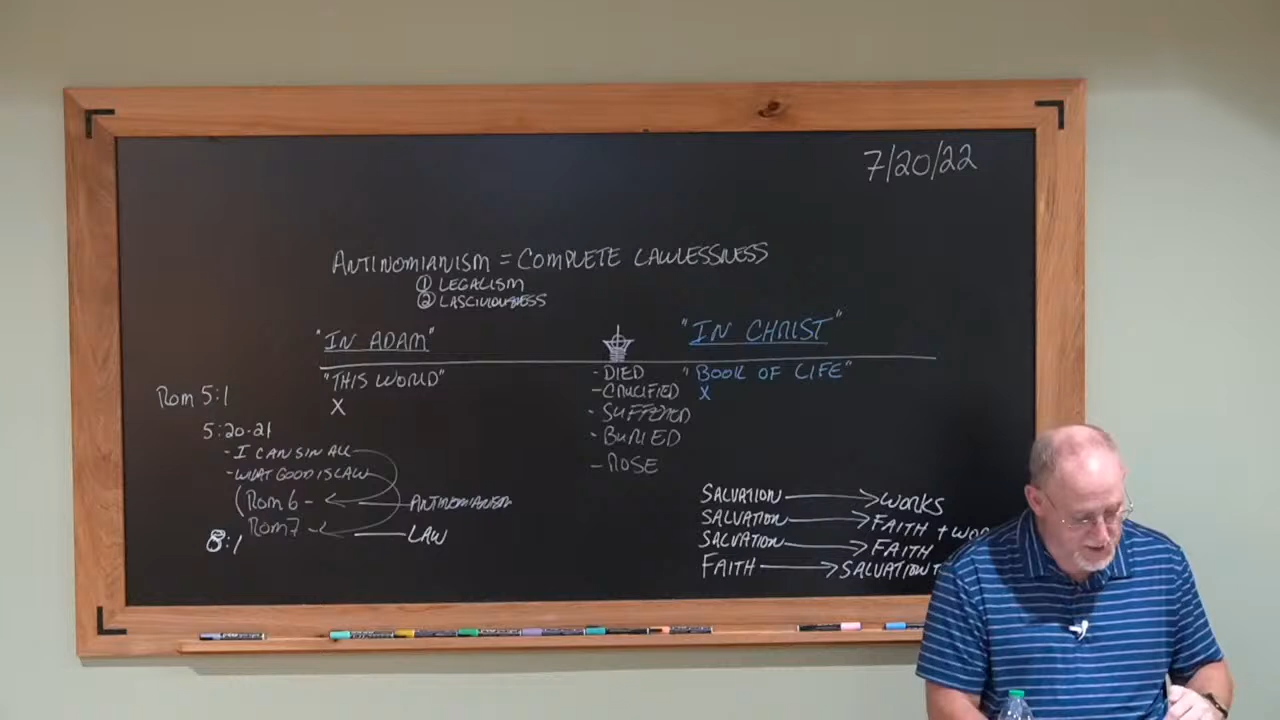 7/20/22
ANTINOMIANISM = COMPLETE LAWLESSNESS
① LEGALISM
② LASCIVIOUSNESS
"IN ADAM"
"IN CHRIST"
"THIS WORLD"
X
- DIED
- CRUCIFIED
- SUFFERED
- BURIED
- ROSE
"BOOK OF LIFE"
X
Rom 5:1
5:20-21
- I CAN SIN ALL
- WHAT GOOD IS LAW
(Rom 6 - ANTINOMIANISM
Rom 7 - LAW
8:1
SALVATION → WORKS
SALVATION → FAITH + WOR
SALVATION → FAITH
FAITH → SALVATION